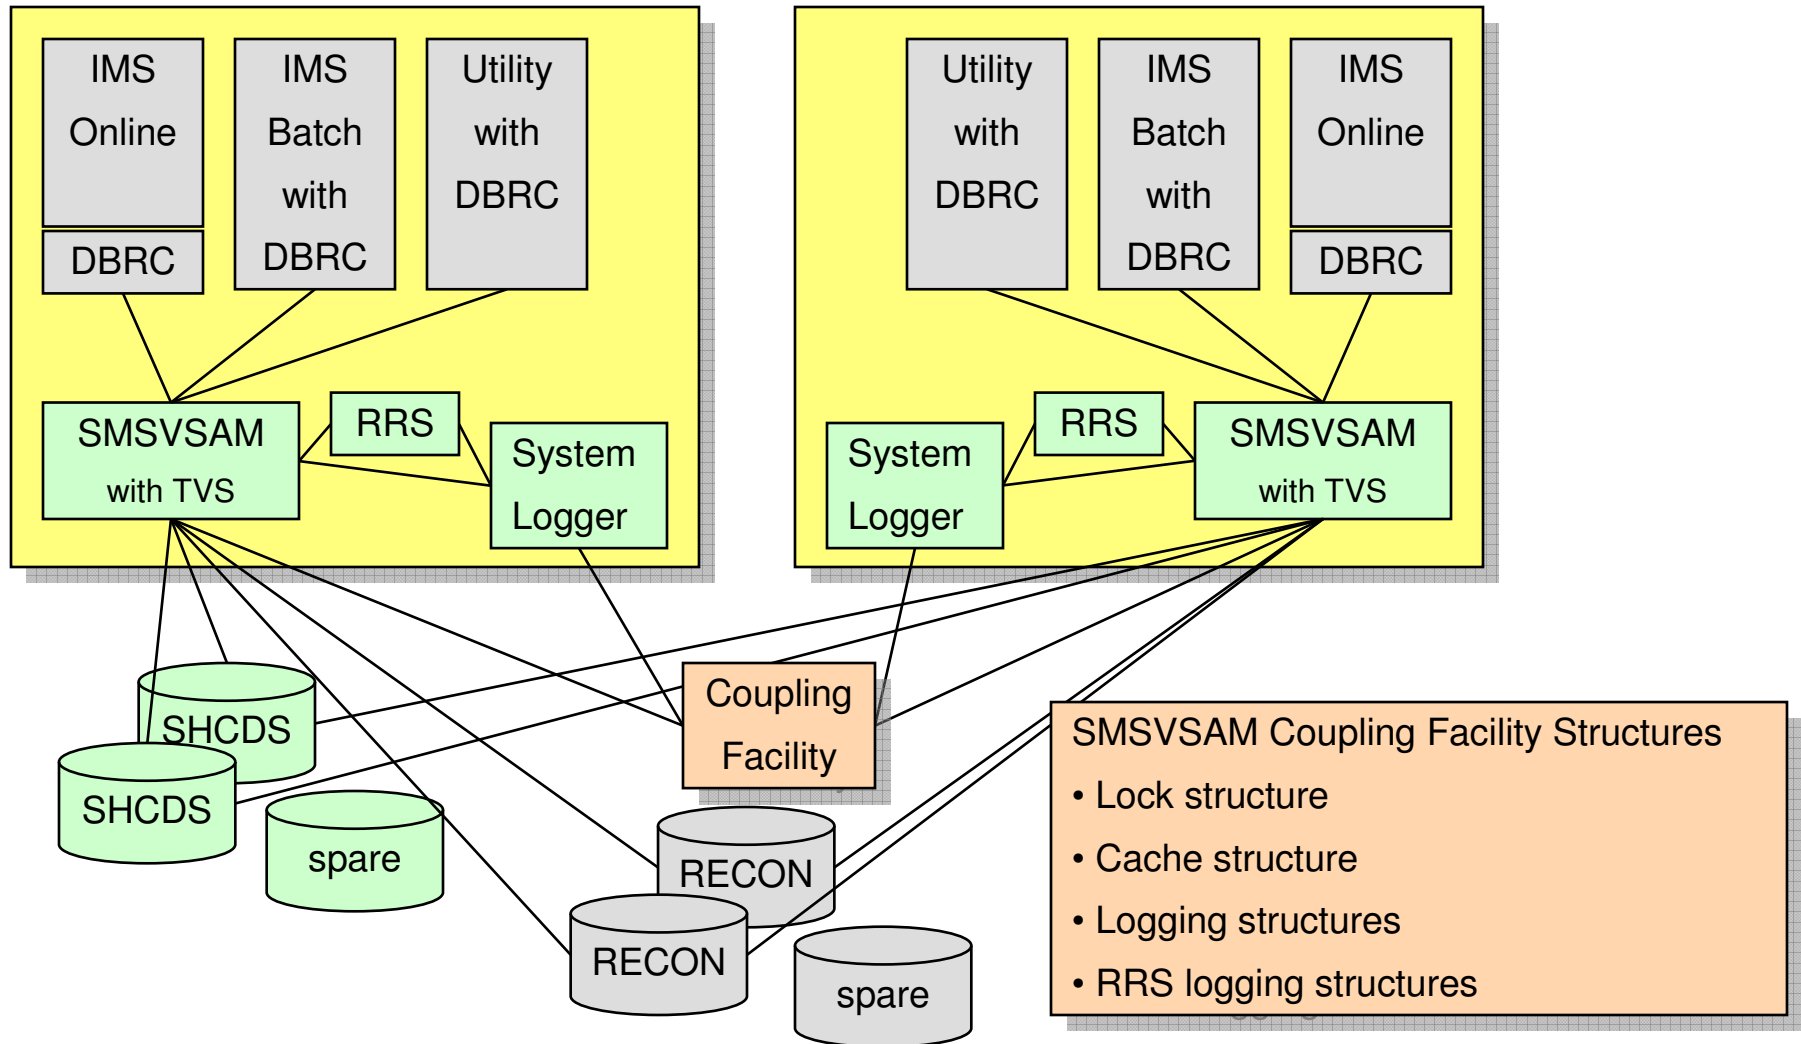 IMS
Online
DBRC
IMS
Batch
with
DBRC
Utility
with
DBRC
Utility
with
DBRC
IMS
Batch
with
DBRC
IMS
Online
DBRC
SMSVSAM
with TVS
RRS
System
Logger
System
Logger
RRS
SMSVSAM
with TVS
SHCDS
SHCDS
spare
Coupling
Facility
RECON
RECON
spare
SMSVSAM Coupling Facility Structures
• Lock structure
• Cache structure
• Logging structures
• RRS logging structures